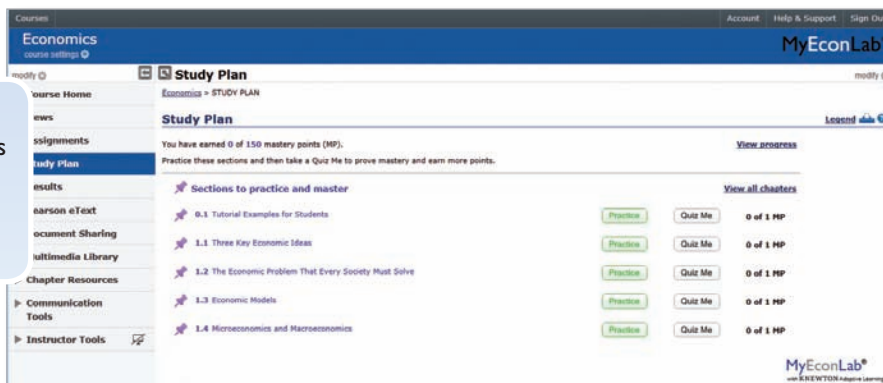 Courses Account Help & Support Sign Ou
Economics
course settings
MyEconLab
modify
Study Plan
modify
ourse Home
Economics > STUDY PLAN
ews
Study Plan
Legend
s
ssignments
You have earned 0 of 150 mastery points (MP).
View progress
tudy Plan
Practice these sections and then take a Quiz Me to prove mastery and earn more points.
esults
Sections to practice and master
View all chapters
earson eText
0.1 Tutorial Examples for Students Practice Quiz Me 0 of 1 MP
ocument Sharing
1.1 Three Key Economic Ideas Practice Quiz Me 0 of 1 MP
ultimedia Library
Chapter Resources
1.2 The Economic Problem That Every Society Must Solve Practice Quiz Me 0 of 1 MP
Communication
Tools
1.3 Economic Models Practice Quiz Me 0 of 1 MP
Instructor Tools
1.4 Microeconomics and Macroeconomics Practice Quiz Me 0 of 1 MP
MyEconLab®
with KNEWTON Adaptive Learning